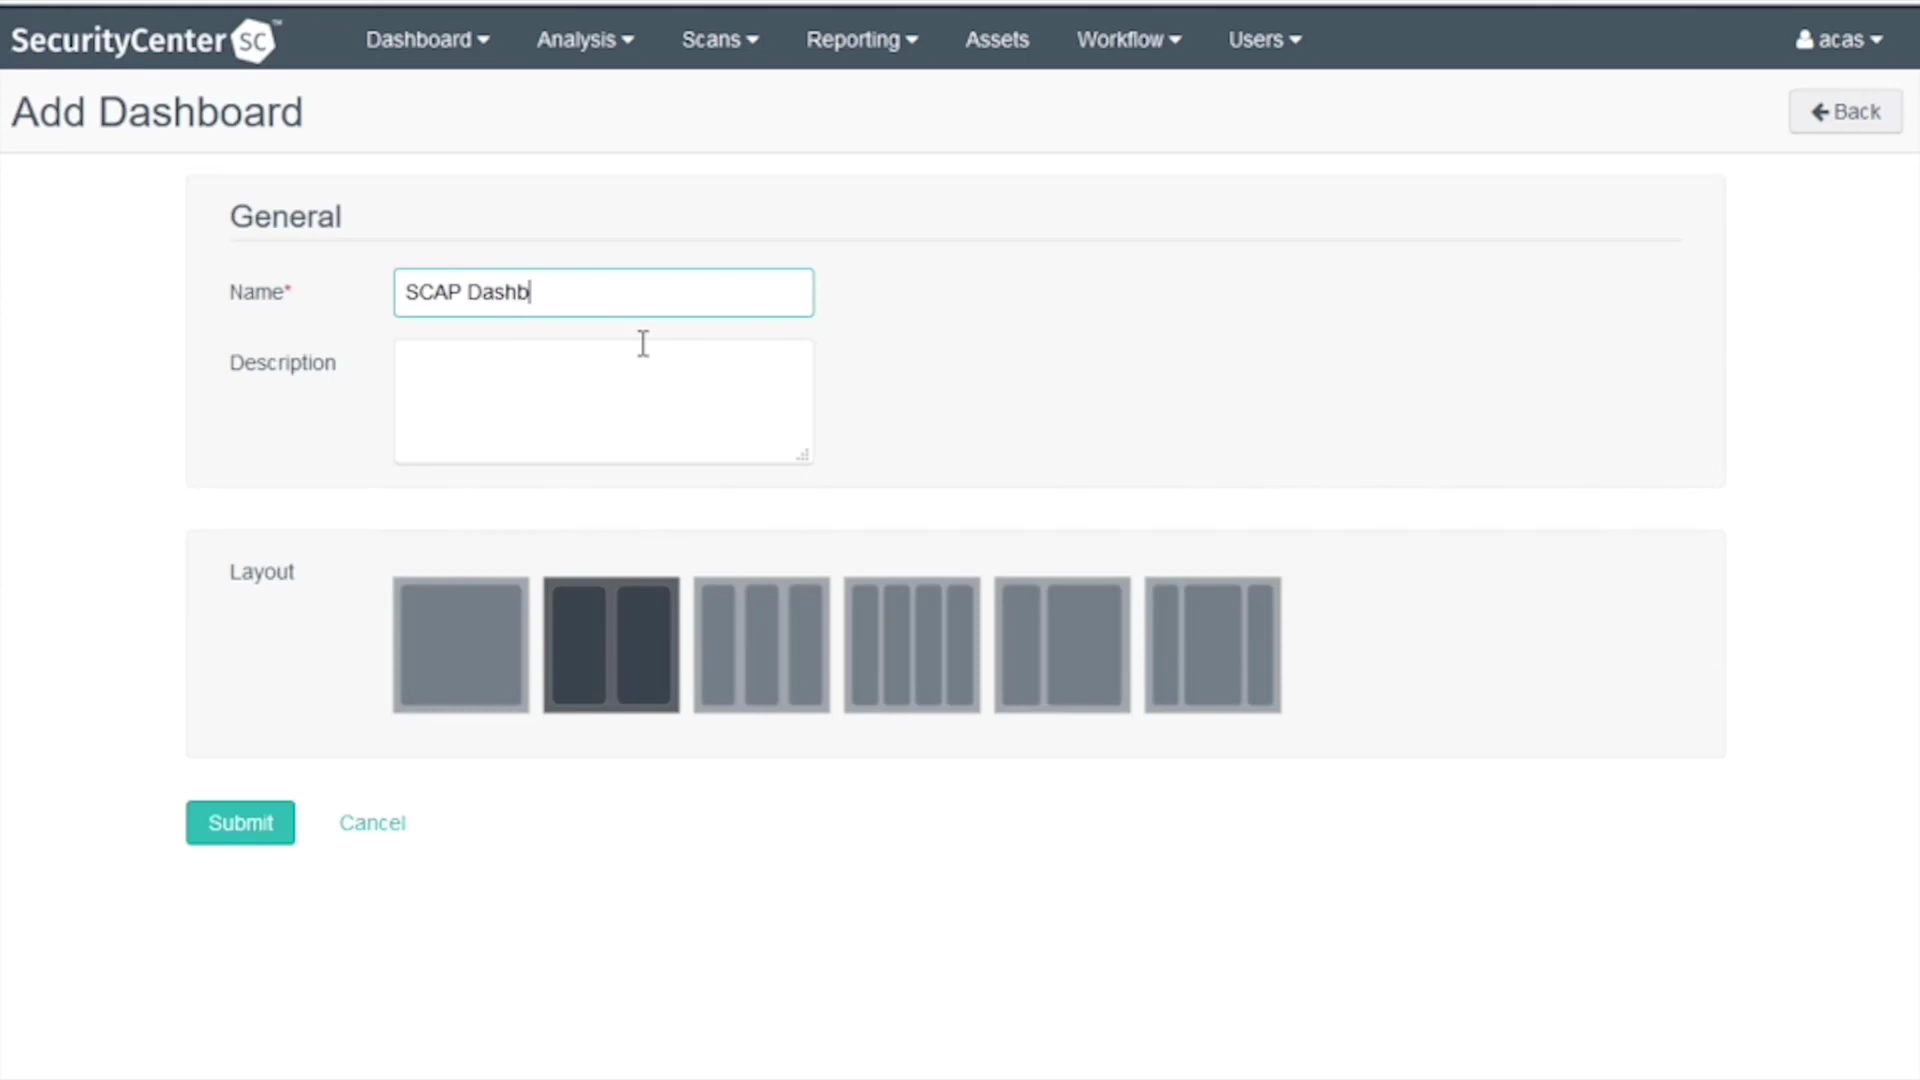 SecurityCenter SC™ Dashboard Analysis Scans Reporting Assets Workflow Users acas
Add Dashboard Back
General
Name* SCAP Dashb
Description
Layout
Submit Cancel